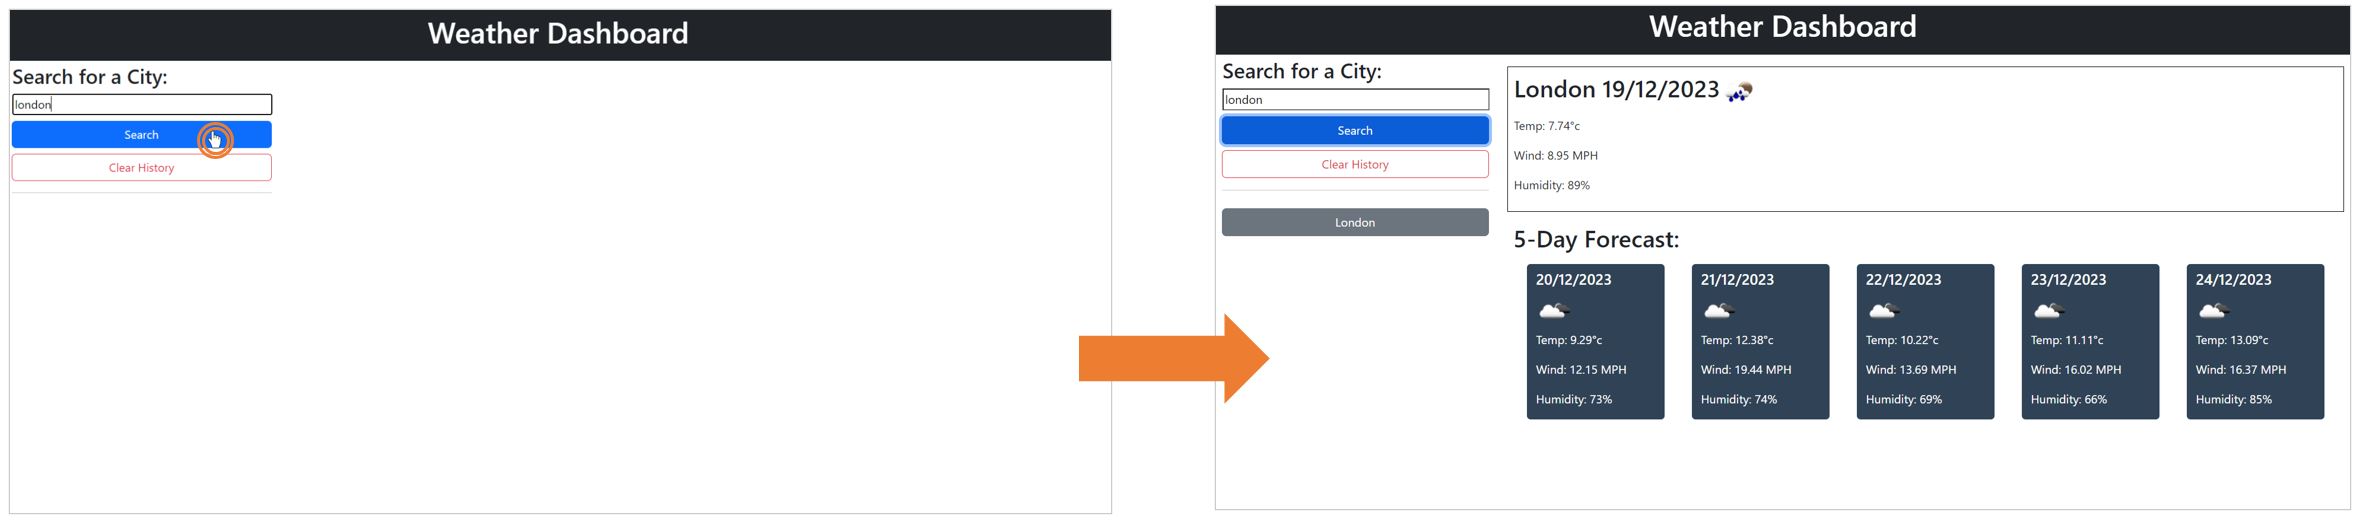 Weather Dashboard
Search for a City:
london
Search
Clear History
Weather Dashboard
Search for a City:
london
Search
Clear History
London
London 19/12/2023
Temp: 7.74°c
Wind: 8.95 MPH
Humidity: 89%
5-Day Forecast:
20/12/2023
Temp: 9.29°c
Wind: 12.15 MPH
Humidity: 73%
21/12/2023
Temp: 12.38°c
Wind: 19.44 MPH
Humidity: 74%
22/12/2023
Temp: 10.22°c
Wind: 13.69 MPH
Humidity: 69%
23/12/2023
Temp: 11.11°c
Wind: 16.02 MPH
Humidity: 66%
24/12/2023
Temp: 13.09°c
Wind: 16.37 MPH
Humidity: 85%